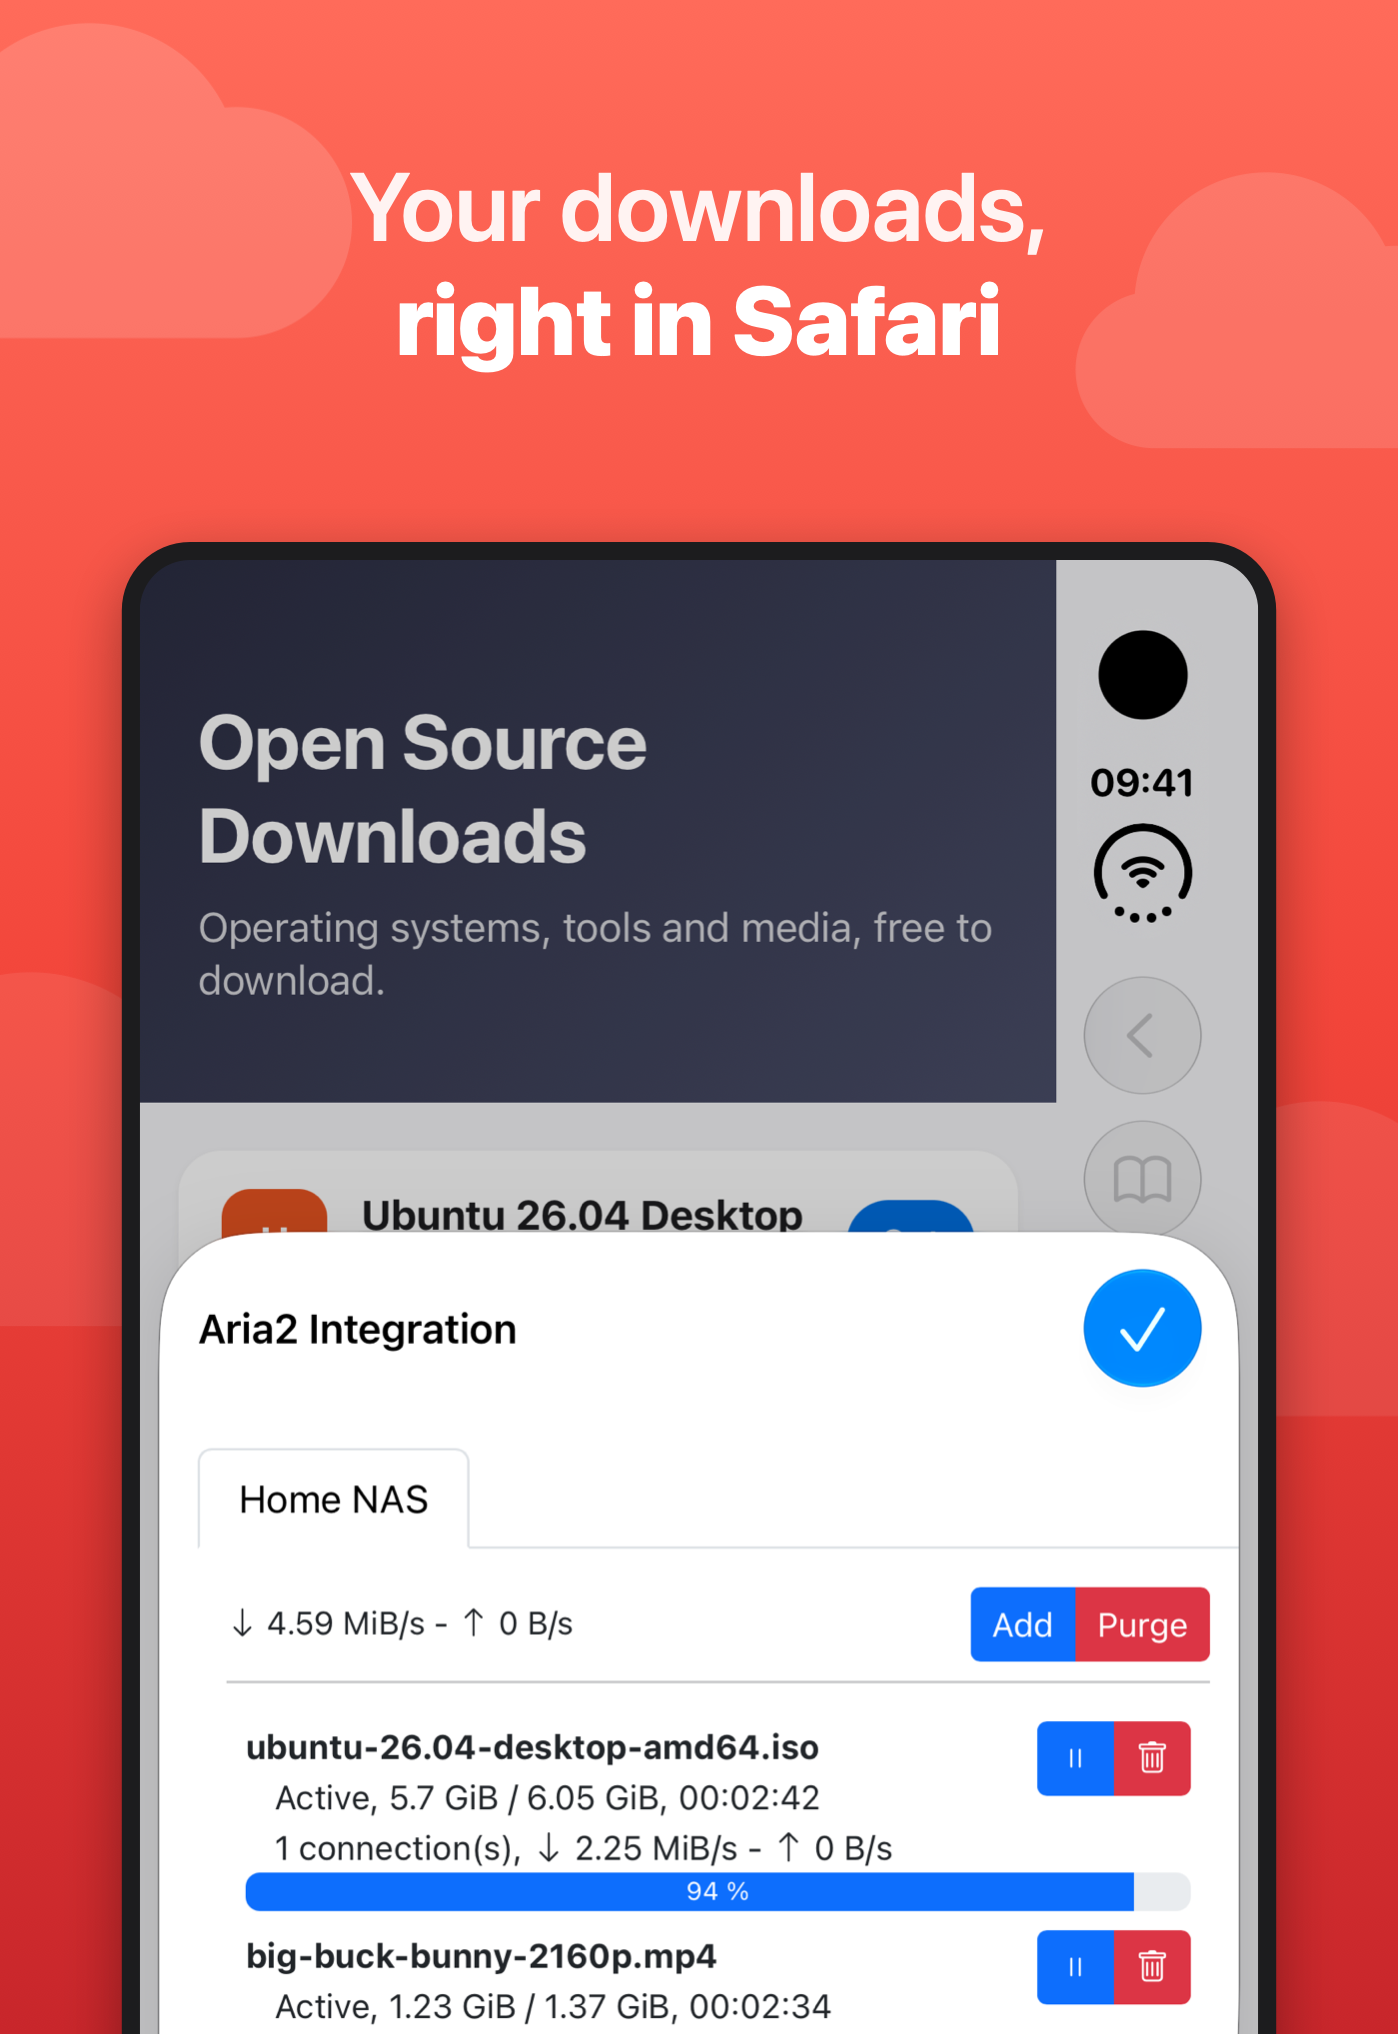 Your downloads,
right in Safari
Open Source
Downloads
Operating systems, tools and media, free to
download.
09:41
Ubuntu 26.04 Desktop
Aria2 Integration
Home NAS
↓ 4.59 MiB/s - ↑ 0 B/s
Add Purge
ubuntu-26.04-desktop-amd64.iso
Active, 5.7 GiB / 6.05 GiB, 00:02:42
1 connection(s), ↓ 2.25 MiB/s - ↑ 0 B/s
94 %
big-buck-bunny-2160p.mp4
Active, 1.23 GiB / 1.37 GiB, 00:02:34